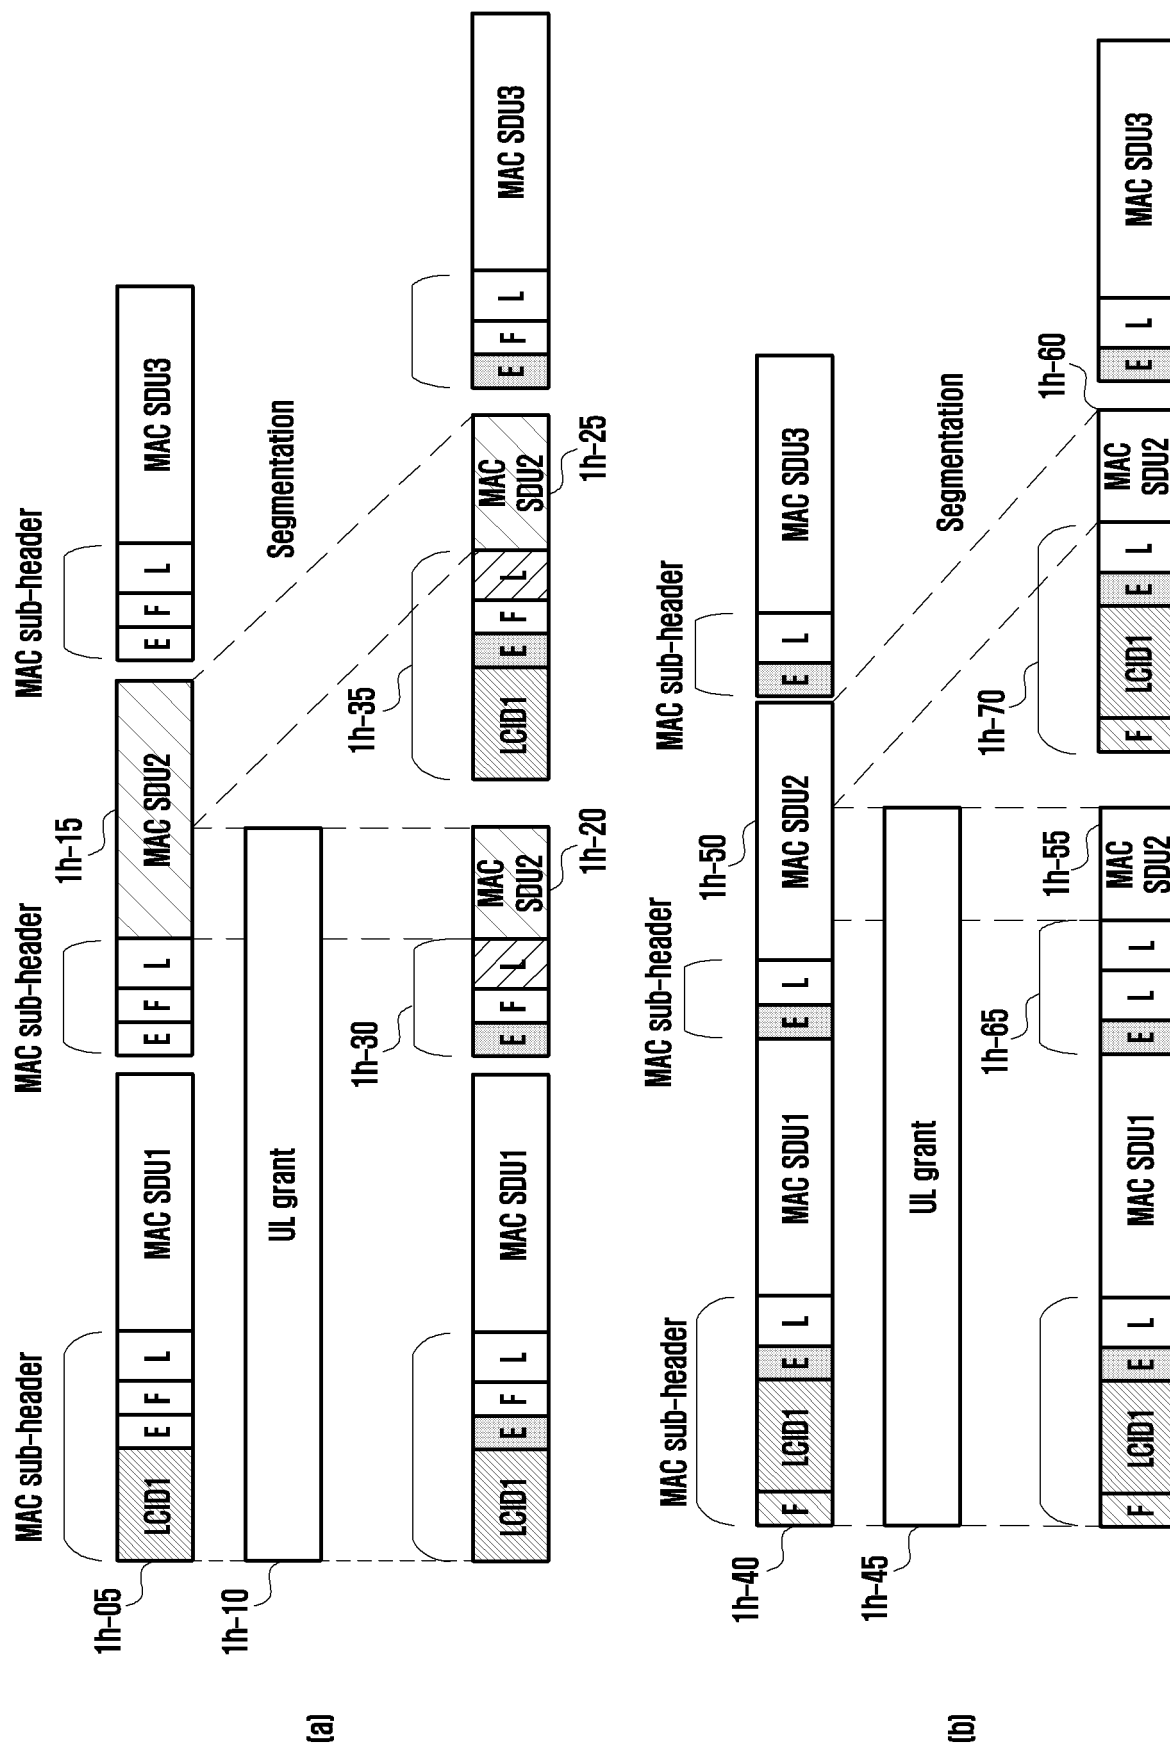 (a)
MAC sub-header
MAC sub-header
MAC sub-header
1h-05
1h-15
LCID1
E
F
L
MAC SDU1
E
F
L
MAC SDU2
E
F
L
MAC SDU3
1h-10
UL grant
Segmentation
1h-30
1h-35
LCID1
E
F
L
MAC SDU1
E
F
L
MAC
SDU2
LCID1
E
F
L
MAC
SDU2
E
F
L
MAC SDU3
1h-20
1h-25
(b)
MAC sub-header
MAC sub-header
MAC sub-header
1h-40
1h-50
F
LCID1
E
L
MAC SDU1
E
L
MAC SDU2
E
L
MAC SDU3
1h-45
UL grant
Segmentation
1h-65
1h-55
1h-70
1h-60
F
LCID1
E
L
MAC SDU1
E
L
L
MAC
SDU2
F
LCID1
E
L
MAC
SDU2
E
L
MAC SDU3